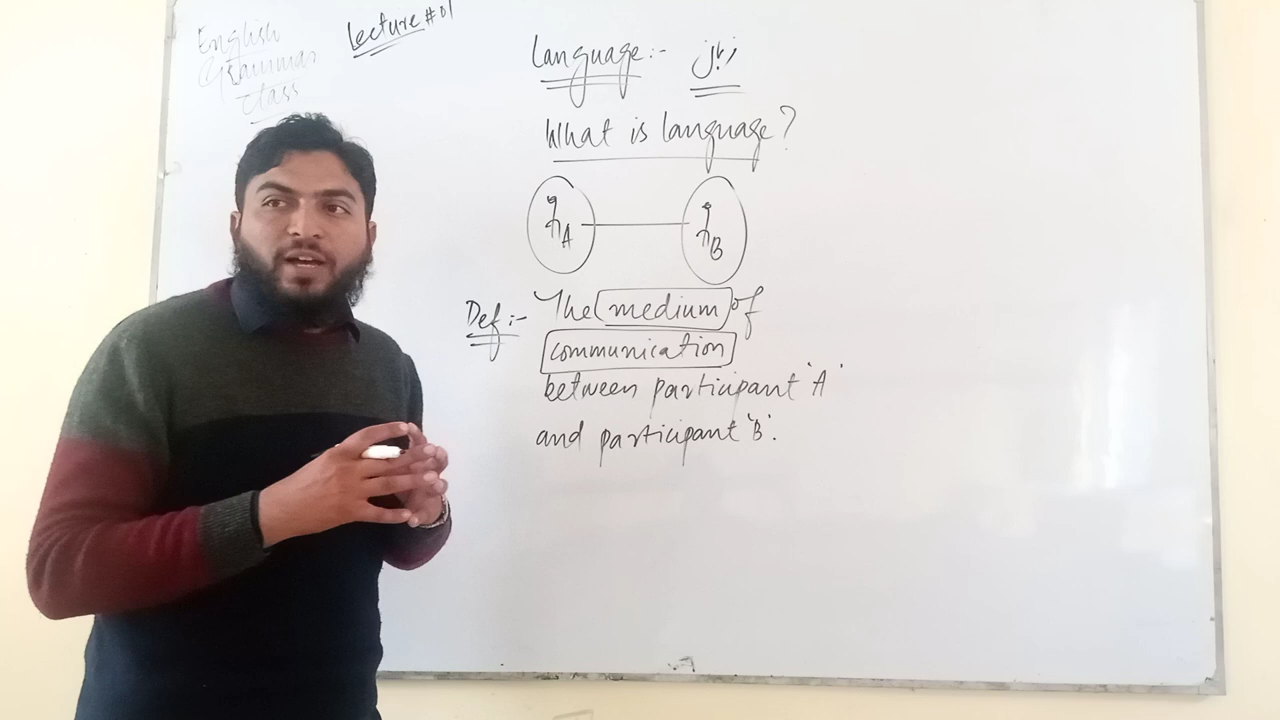 English
Grammar
Class
Lecture #01
Language:- زبان
What is language?
A B
Def:- The medium of
communication
between participant 'A'
and participant 'B'.